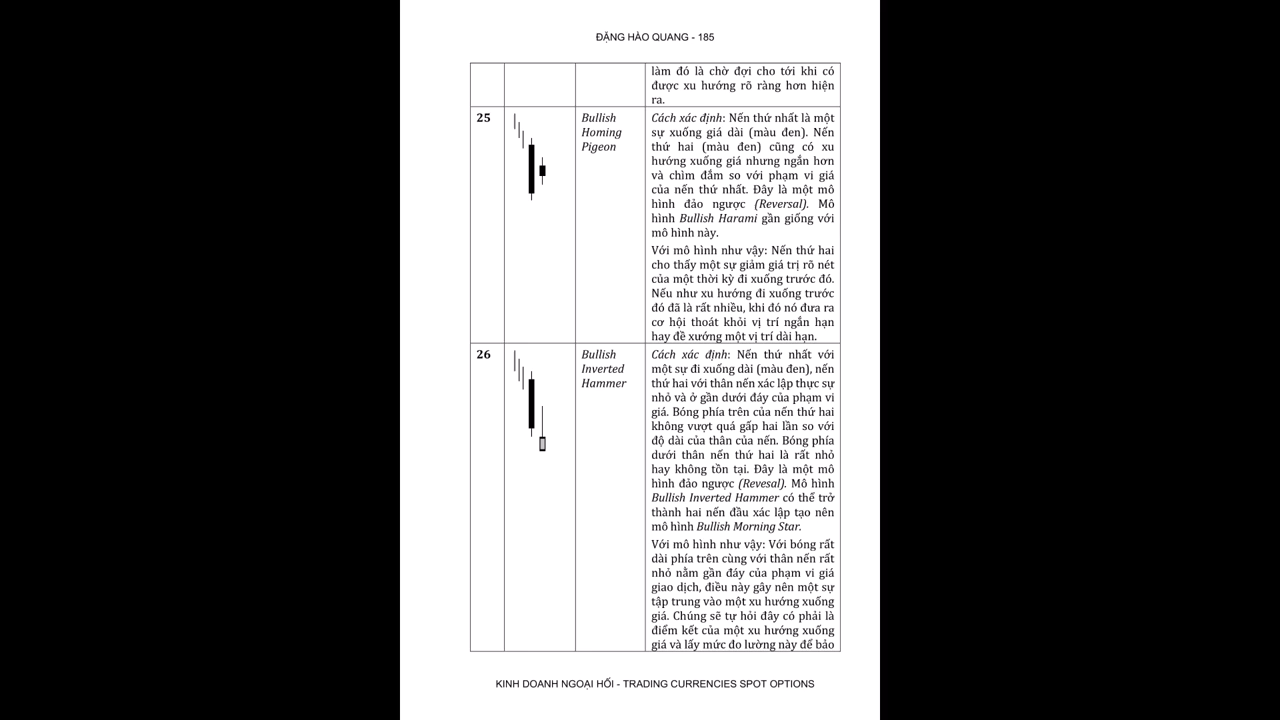 ĐẶNG HÀO QUANG - 185
làm đó là chờ đợi cho tới khi có
được xu hướng rõ ràng hơn hiện
ra.
25
Bullish
Homing
Pigeon
Cách xác định: Nến thứ nhất là một
sự xuống giá dài (màu đen). Nến
thứ hai (màu đen) cũng có xu
hướng xuống giá nhưng ngắn hơn
và chìm đắm so với phạm vi giá
của nến thứ nhất. Đây là một mô
hình đảo ngược (Reversal). Mô
hình Bullish Harami gần giống với
mô hình này.
Với mô hình như vậy: Nến thứ hai
cho thấy một sự giảm giá trị rõ nét
của một thời kỳ đi xuống trước đó.
Nếu như xu hướng đi xuống trước
đó đã là rất nhiều, khi đó nó đưa ra
cơ hội thoát khỏi vị trí ngắn hạn
hay đề xướng một vị trí dài hạn.
26
Bullish
Inverted
Hammer
Cách xác định: Nến thứ nhất với
một sự đi xuống dài (màu đen), nến
thứ hai với thân nến xác lập thực sự
nhỏ và ở gần dưới đáy của phạm vi
giá. Bóng phía trên của nến thứ hai
không vượt quá gấp hai lần so với
độ dài của thân của nến. Bóng phía
dưới thân nến thứ hai là rất nhỏ
hay không tồn tại. Đây là một mô
hình đảo ngược (Revesal). Mô hình
Bullish Inverted Hammer có thể trở
thành hai nến đầu xác lập tạo nên
mô hình Bullish Morning Star.
Với mô hình như vậy: Với bóng rất
dài phía trên cùng với thân nến rất
nhỏ nằm gần đáy của phạm vi giá
giao dịch, điều này gây nên một sự
tập trung vào một xu hướng xuống
giá. Chúng sẽ tự hỏi đây có phải là
điểm kết của một xu hướng xuống
giá và lấy mức đo lường này để bảo
KINH DOANH NGOẠI HỐI - TRADING CURRENCIES SPOT OPTIONS